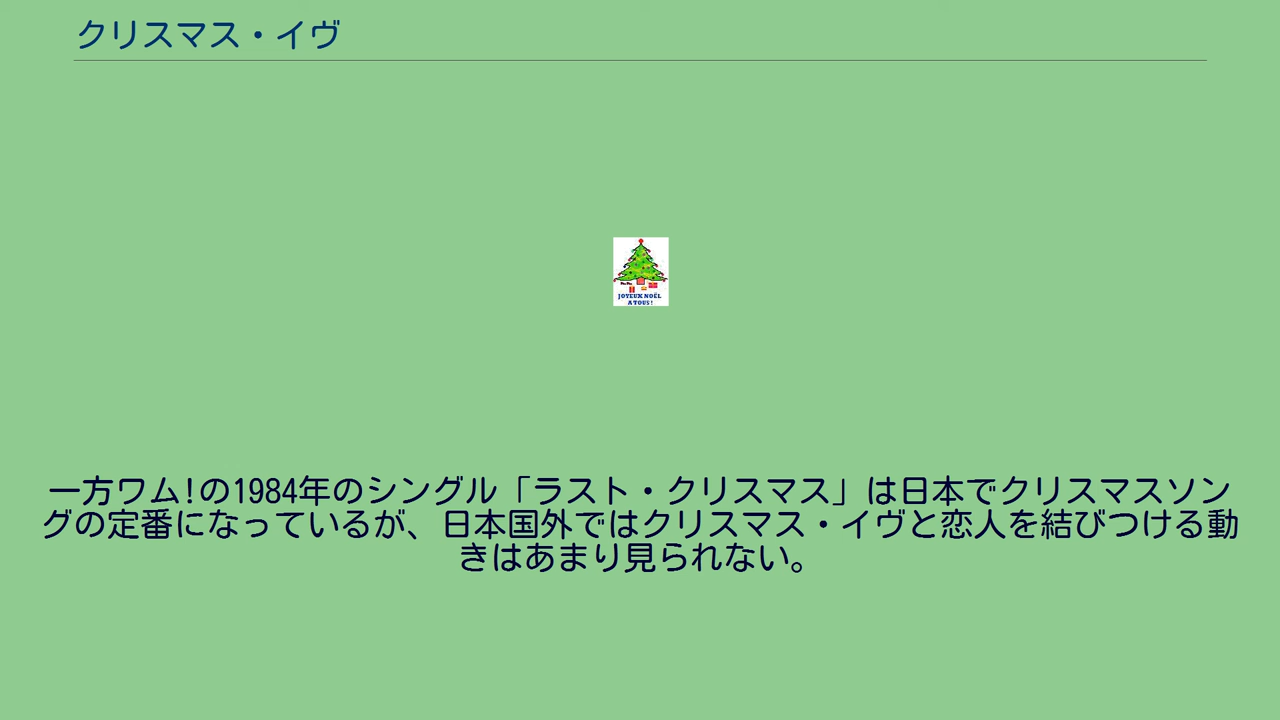 クリスマス・イヴ
JOYEUX NOËL
A TOUS !
一方ワム!の1984年のシングル「ラスト・クリスマス」は日本でクリスマスソン
グの定番になっているが、日本国外ではクリスマス・イヴと恋人を結びつける動
きはあまり見られない。